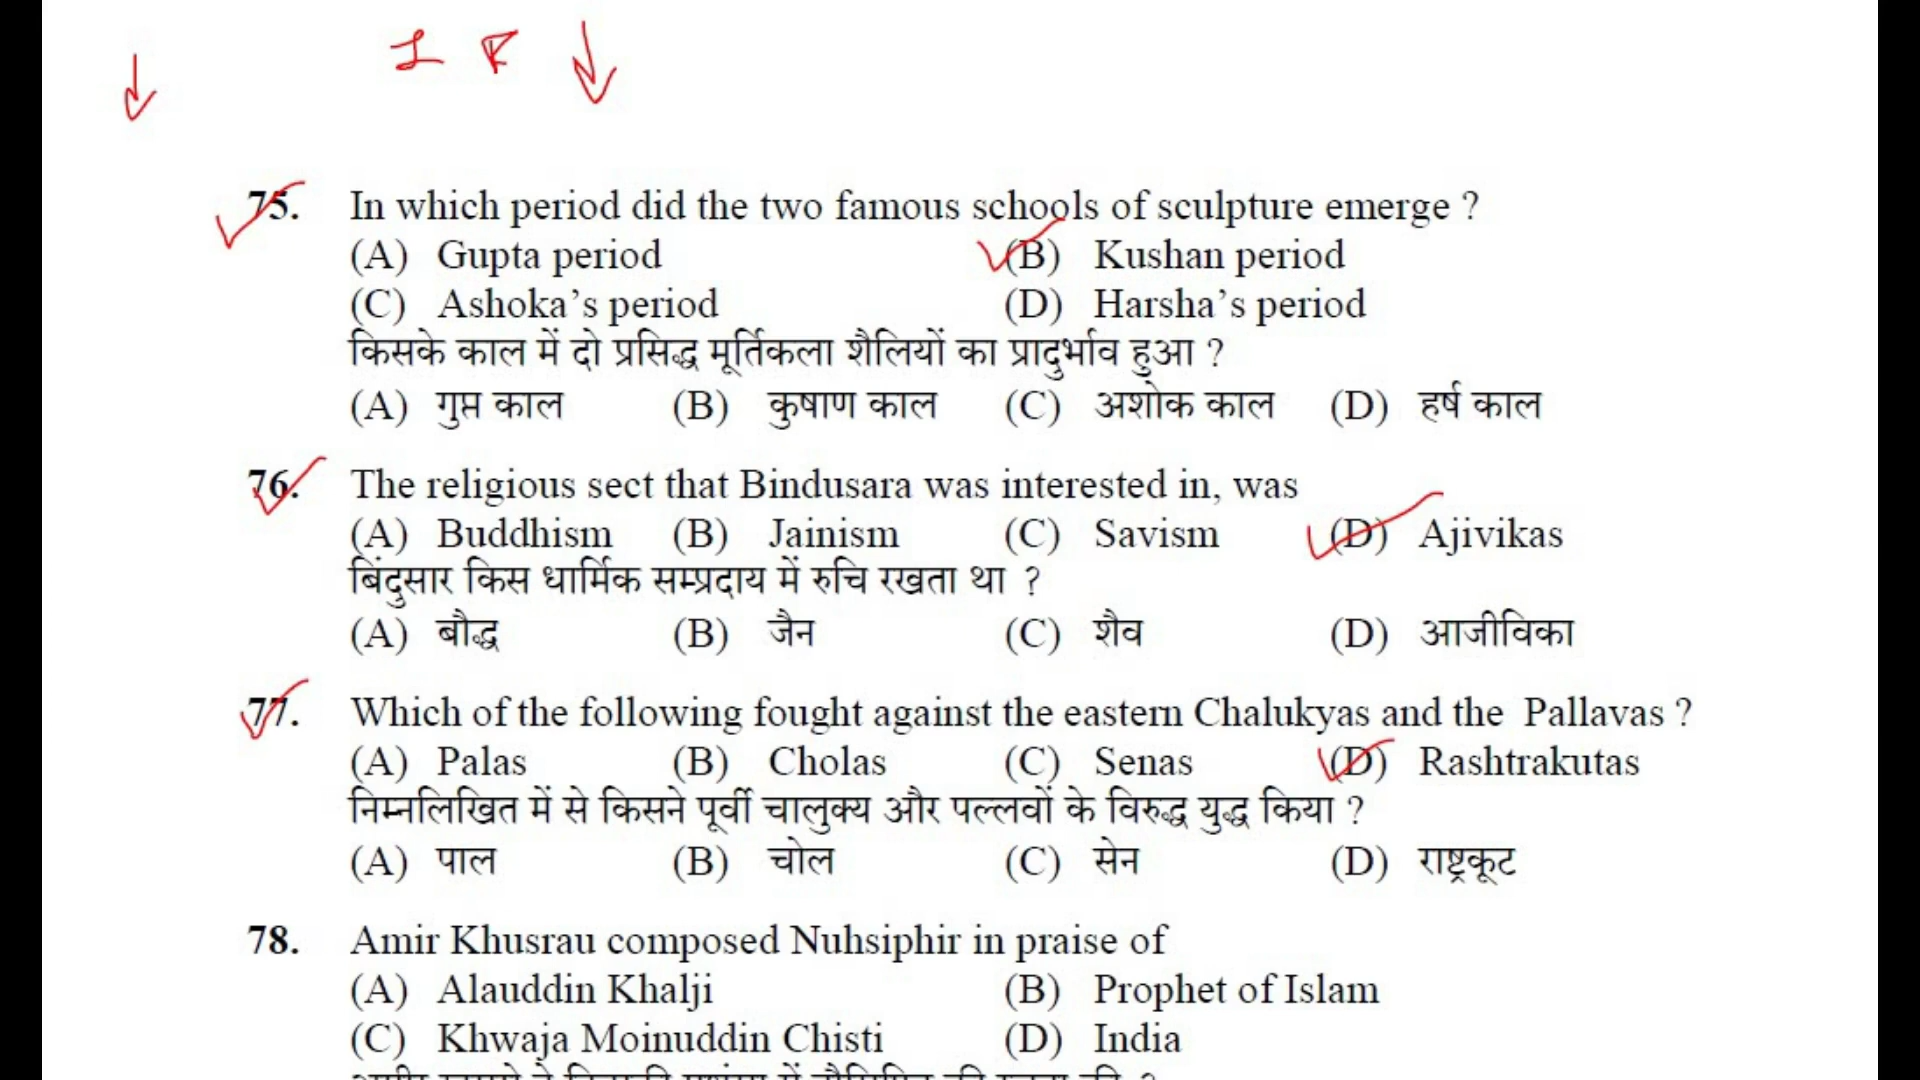 I F
75. In which period did the two famous schools of sculpture emerge ?
(A) Gupta period (B) Kushan period
(C) Ashoka’s period (D) Harsha’s period
किसके काल में दो प्रसिद्ध मूर्तिकला शैलियों का प्रादुर्भाव हुआ ?
(A) गुप्त काल (B) कुषाण काल (C) अशोक काल (D) हर्ष काल
76. The religious sect that Bindusara was interested in, was
(A) Buddhism (B) Jainism (C) Savism (D) Ajivikas
बिंदुसार किस धार्मिक सम्प्रदाय में रुचि रखता था ?
(A) बौद्ध (B) जैन (C) शैव (D) आजीविका
77. Which of the following fought against the eastern Chalukyas and the Pallavas ?
(A) Palas (B) Cholas (C) Senas (D) Rashtrakutas
निम्नलिखित में से किसने पूर्वी चालुक्य और पल्लवों के विरुद्ध युद्ध किया ?
(A) पाल (B) चोल (C) सेन (D) राष्ट्रकूट
78. Amir Khusrau composed Nuhsiphir in praise of
(A) Alauddin Khalji (B) Prophet of Islam
(C) Khwaja Moinuddin Chisti (D) India